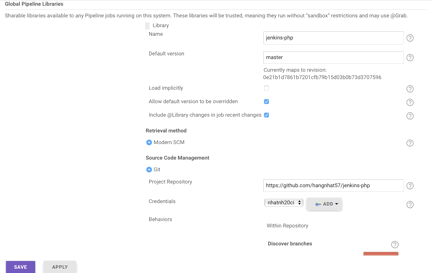 Global Pipeline Libraries
Sharable libraries available to any Pipeline jobs running on this system. These libraries will be trusted, meaning they run without "sandbox" restrictions and may use @Grab.
Library
Name
jenkins-php
Default version
master
Currently maps to revision:
0e21b1d7861b7201cfb79b15d03b0b73d3707596
Load implicitly
Allow default version to be overridden
Include @Library changes in job recent changes
Retrieval method
Modern SCM
Source Code Management
Git
Project Repository
https://github.com/hangnhat57/jenkins-php
Credentials
nhatnh20ci
ADD
Behaviors
Within Repository
Discover branches
SAVE
APPLY